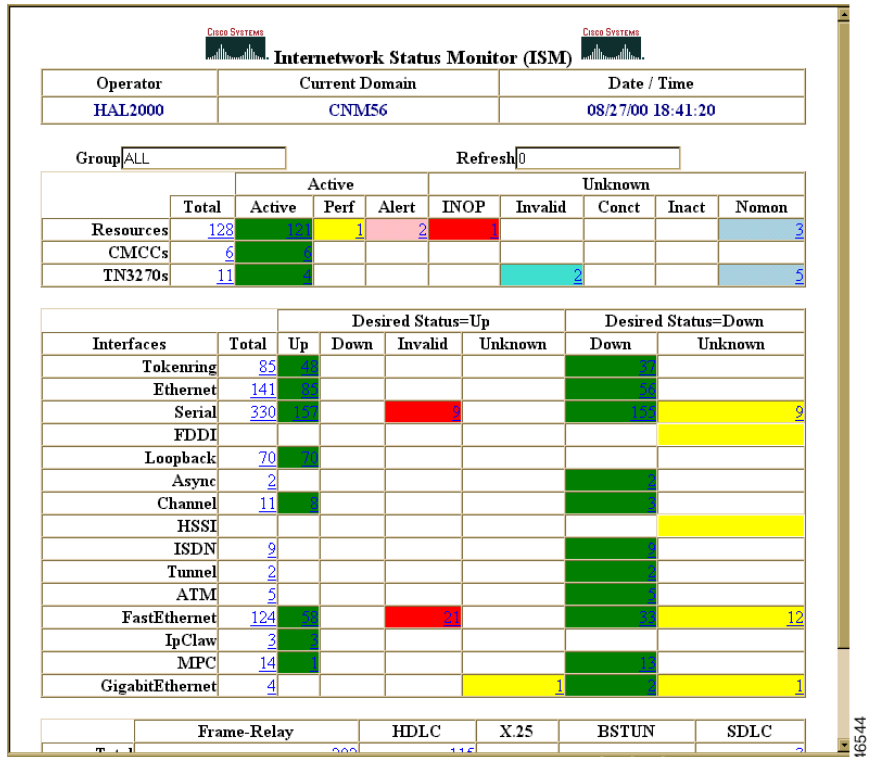 CISCO SYSTEMS CISCO SYSTEMS
Internetwork Status Monitor (ISM)
Operator Current Domain Date / Time
HAL2000 CNM56 08/27/00 18:41:20
Group ALL Refresh 0
Active Unknown
Total Active Perf Alert INOP Invalid Conct Inact Nomon
Resources 128 121 1 2 1 3
CMCCs 6 6
TN3270s 11 4 2 5
Desired Status=Up Desired Status=Down
Interfaces Total Up Down Invalid Unknown Down Unknown
Tokenring 85 48 37
Ethernet 141 85 56
Serial 330 157 9 155 9
FDDI
Loopback 70 70
Async 2 2
Channel 11 8 3
HSSI
ISDN 9 9
Tunnel 2 2
ATM 5 5
FastEthernet 124 58 21 33 12
IpClaw 3 3
MPC 14 1 13
GigabitEthernet 4 1 2 1
Frame-Relay HDLC X.25 BSTUN SDLC
46544